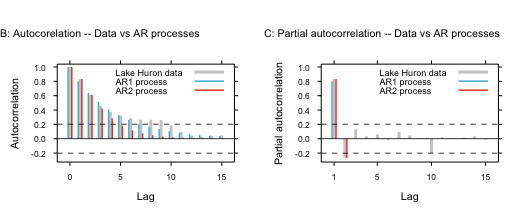 B: Autocorelation -- Data vs AR processes
C: Partial autocorrelation -- Data vs AR processes
Autocorrelation
1.0
0.8
0.6
0.4
0.2
0.0
-0.2
Lake Huron data
AR1 process
AR2 process
0
5
10
15
Lag
Partial autocorrelation
1.0
0.8
0.6
0.4
0.2
0.0
-0.2
Lake Huron data
AR1 process
AR2 process
1
5
10
15
Lag